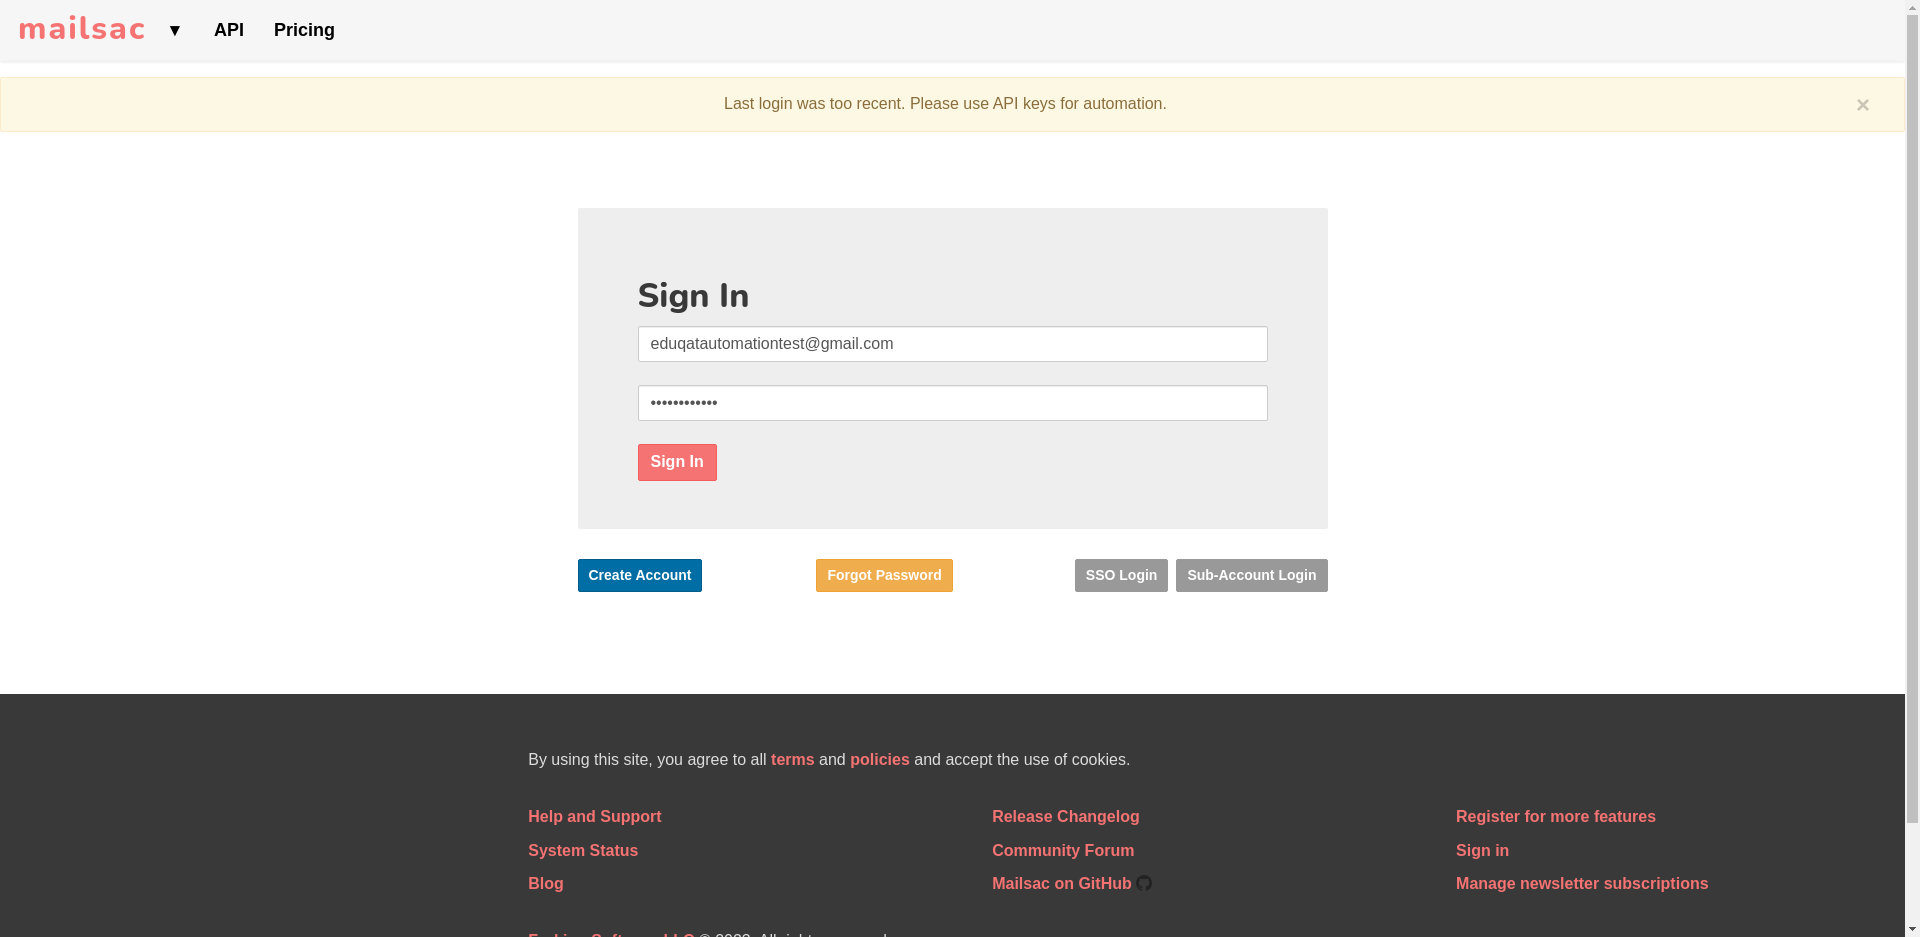 mailsac ▼ API Pricing
Last login was too recent. Please use API keys for automation. ×
Sign In
eduqatautomationtest@gmail.com
••••••••••••
Sign In
Create Account Forgot Password SSO Login Sub-Account Login
By using this site, you agree to all terms and policies and accept the use of cookies.
Help and Support Release Changelog Register for more features
System Status Community Forum Sign in
Blog Mailsac on GitHub Manage newsletter subscriptions